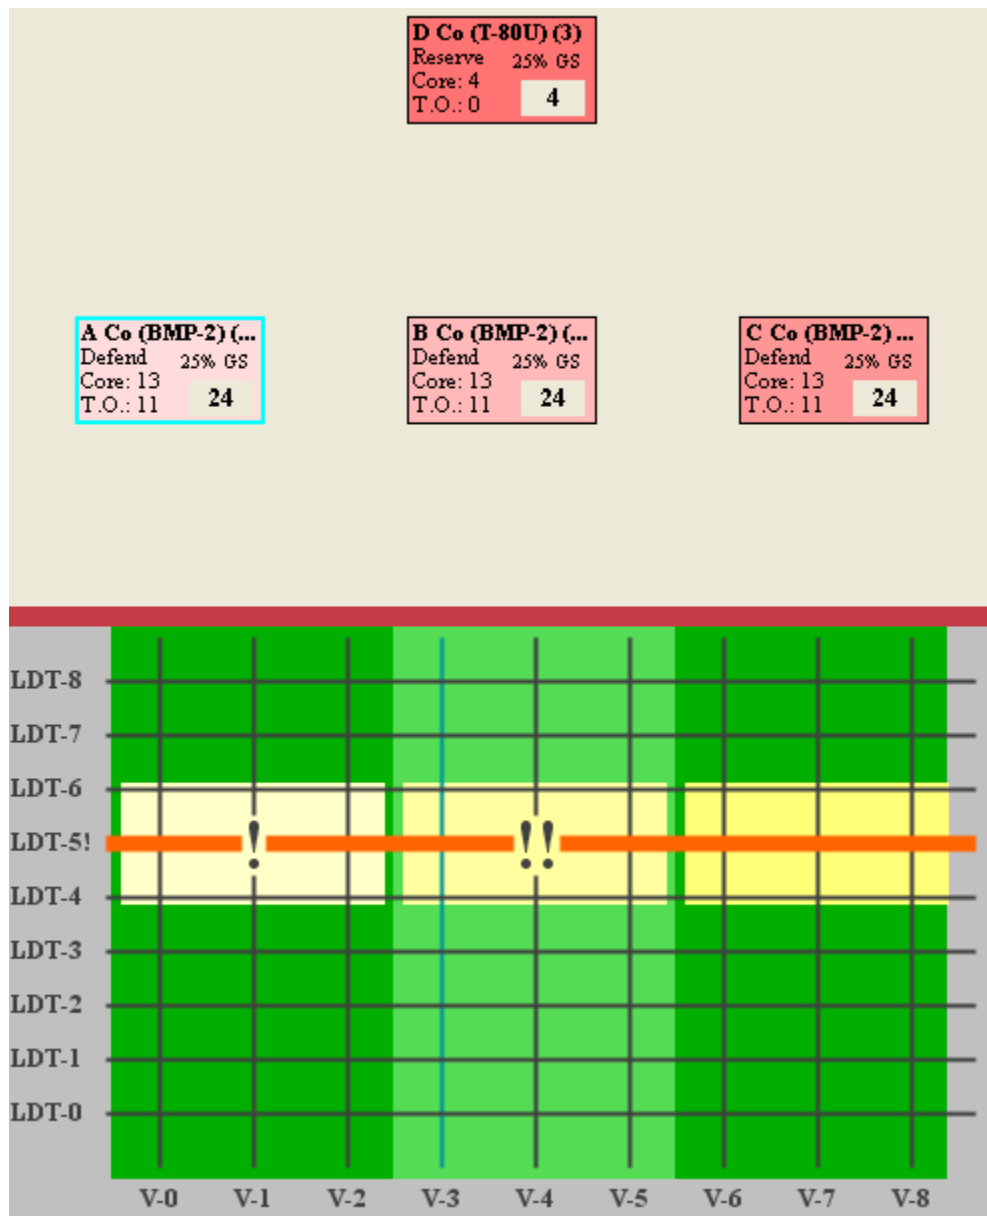 D Co (T-80U) (3)
Reserve 25% GS
Core: 4
T.O.: 0 4
A Co (BMP-2) (...
Defend 25% GS
Core: 13
T.O.: 11 24
B Co (BMP-2) (...
Defend 25% GS
Core: 13
T.O.: 11 24
C Co (BMP-2) ...
Defend 25% GS
Core: 13
T.O.: 11 24
LDT-8
LDT-7
LDT-6
LDT-5! ! !!
LDT-4
LDT-3
LDT-2
LDT-1
LDT-0
V-0 V-1 V-2 V-3 V-4 V-5 V-6 V-7 V-8